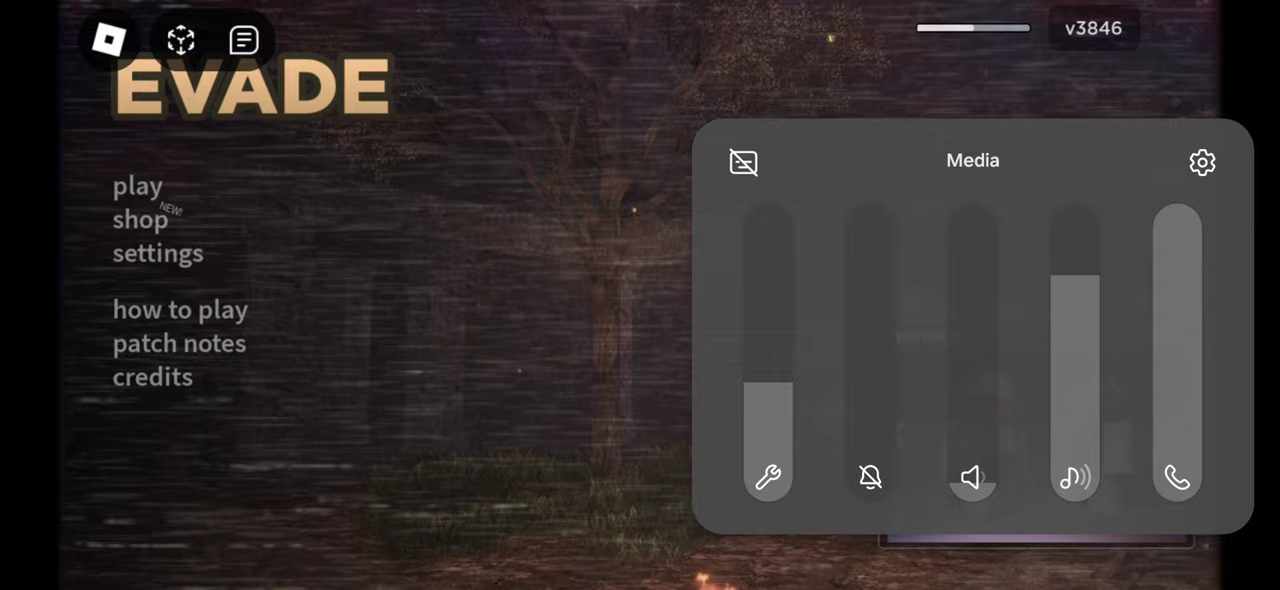 v3846
EVADE
Media
play
NEW!
shop
settings
how to play
patch notes
credits